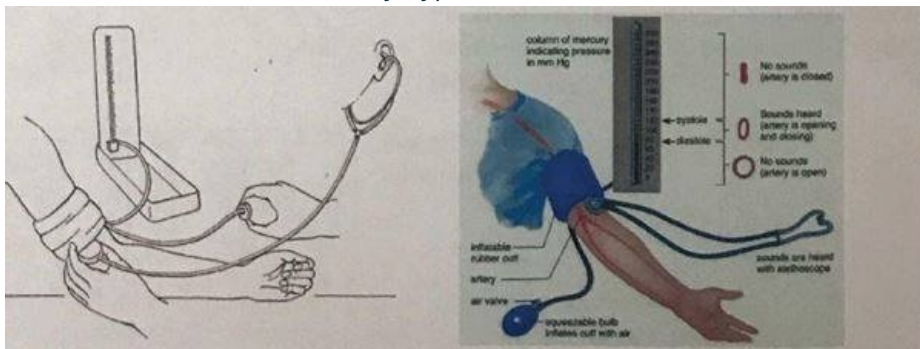 column of mercury
indicating pressure
in mm Hg
No sounds
(artery is closed)
systole
Sounds heard
(artery is opening
and closing)
diastole
No sounds
(artery is open)
inflatable
rubber cuff
sounds are heard
with stethoscope
artery
air valve
squeezable bulb
inflates cuff with air